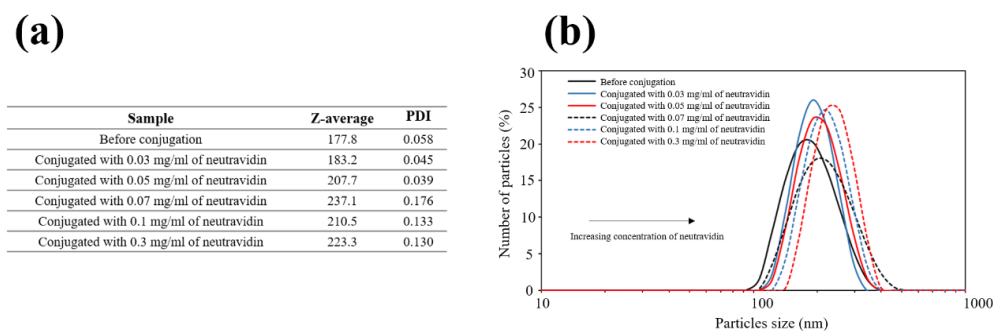 (a)
Sample Z-average PDI
Before conjugation 177.8 0.058
Conjugated with 0.03 mg/ml of neutravidin 183.2 0.045
Conjugated with 0.05 mg/ml of neutravidin 207.7 0.039
Conjugated with 0.07 mg/ml of neutravidin 237.1 0.176
Conjugated with 0.1 mg/ml of neutravidin 210.5 0.133
Conjugated with 0.3 mg/ml of neutravidin 223.3 0.130
(b)
Number of particles (%)
30
25
20
15
10
5
0
Before conjugation
Conjugated with 0.03 mg/ml of neutravidin
Conjugated with 0.05 mg/ml of neutravidin
Conjugated with 0.07 mg/ml of neutravidin
Conjugated with 0.1 mg/ml of neutravidin
Conjugated with 0.3 mg/ml of neutravidin
Increasing concentration of neutravidin
10 100 1000
Particles size (nm)